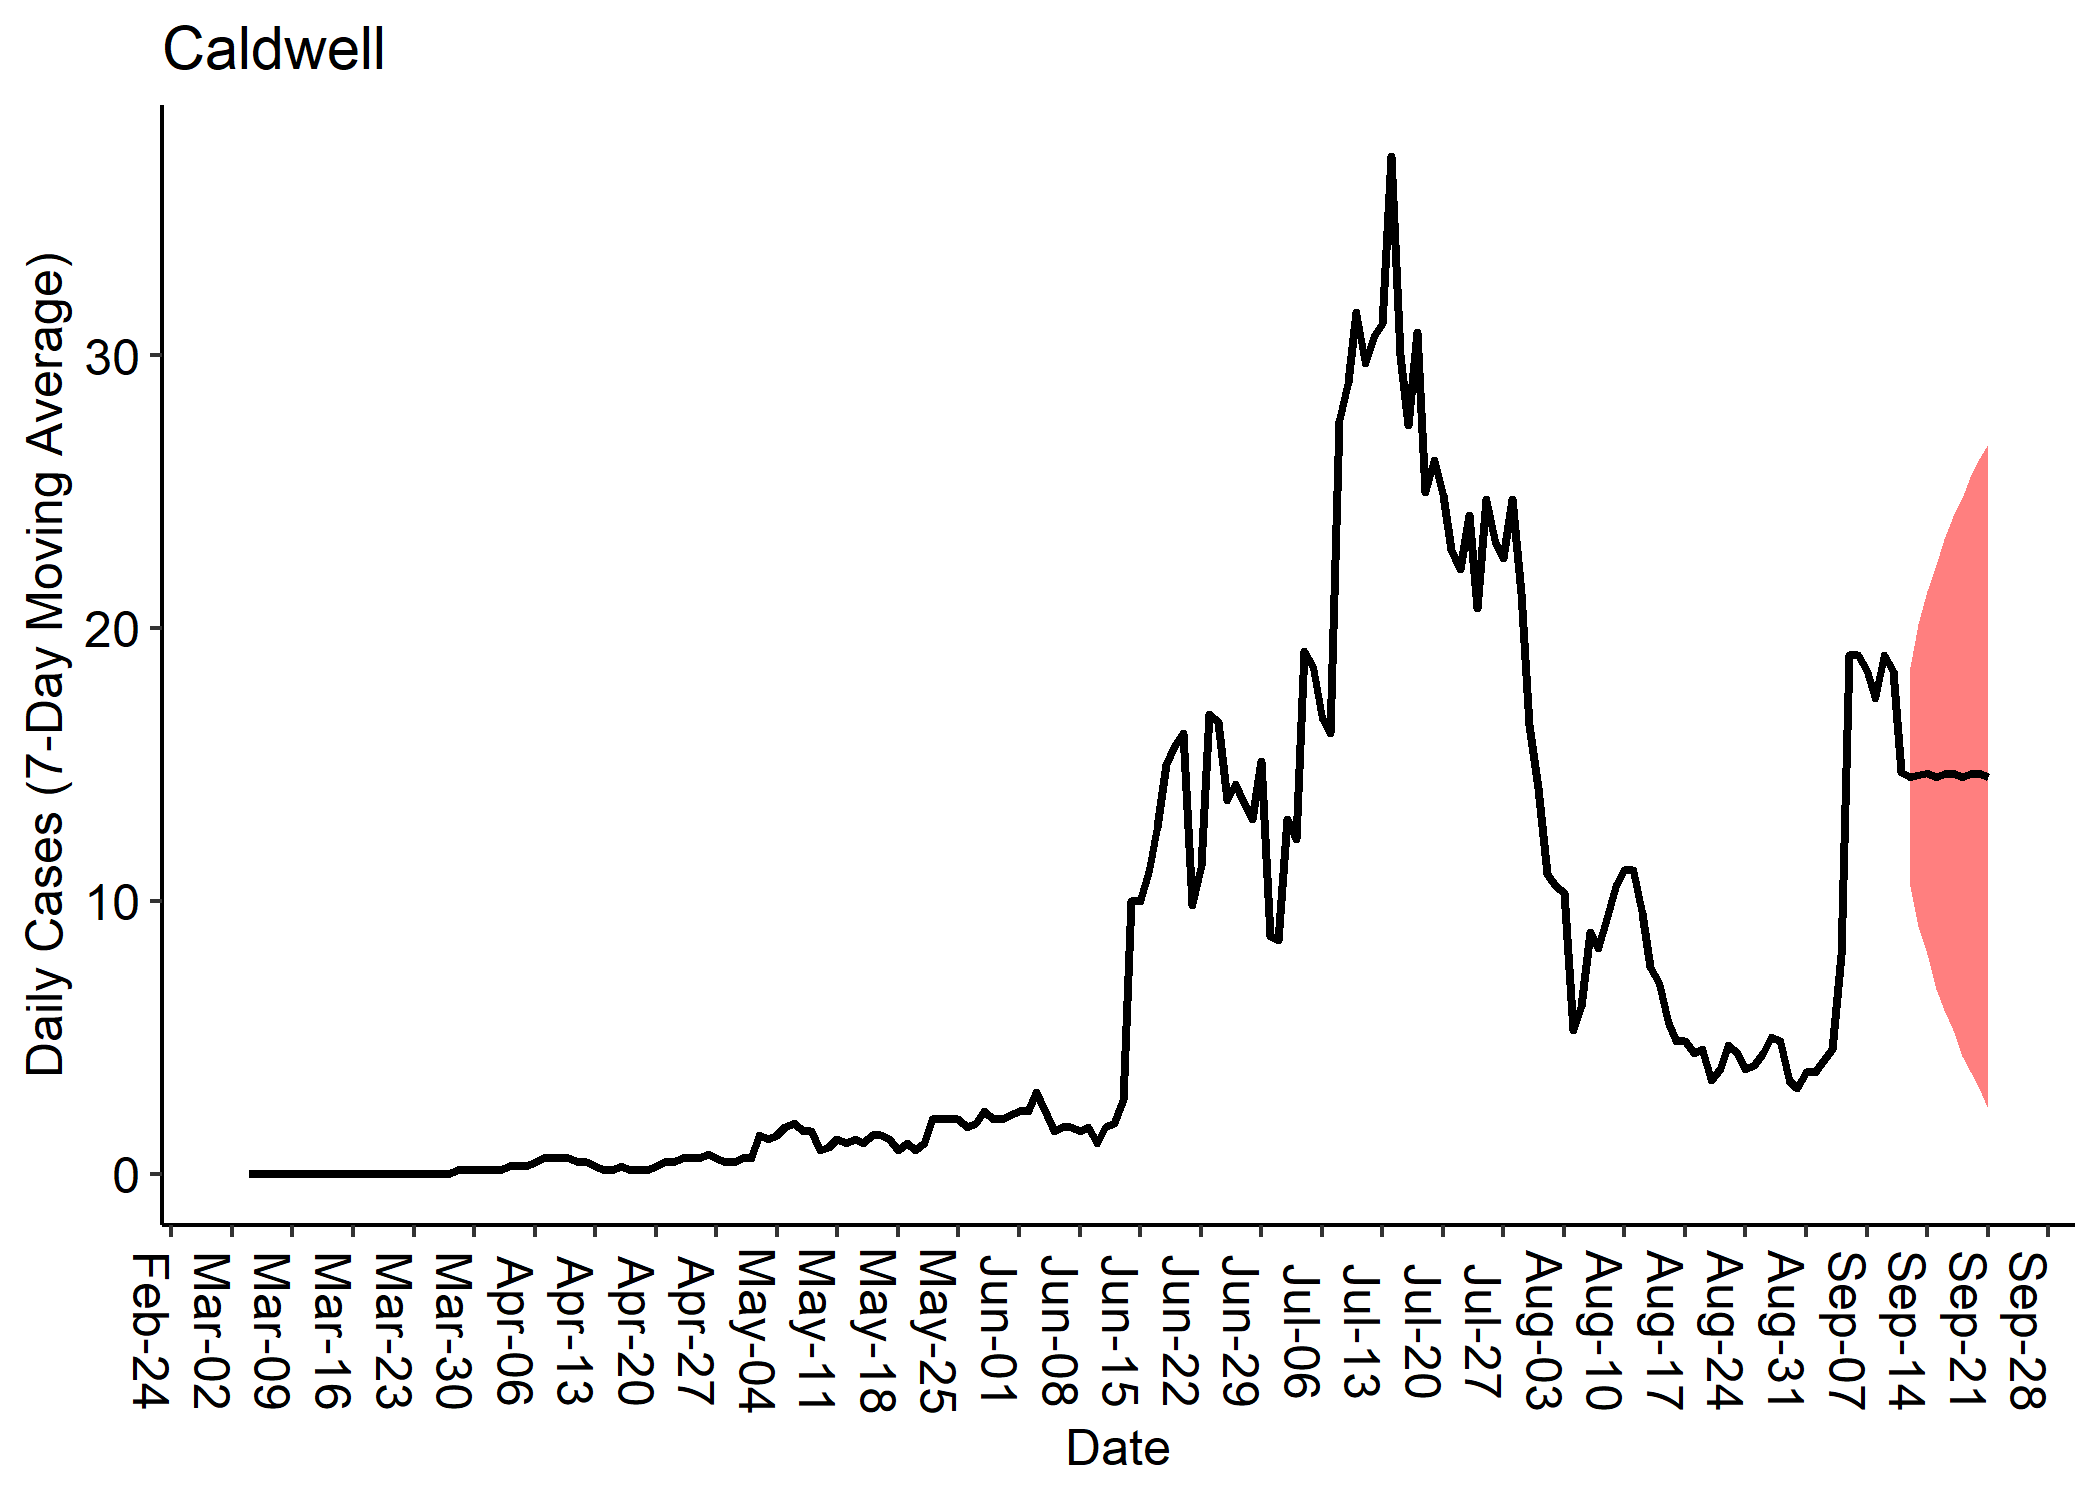 Caldwell
Daily Cases (7-Day Moving Average)
30
20
10
0
Feb-24
Mar-02
Mar-09
Mar-16
Mar-23
Mar-30
Apr-06
Apr-13
Apr-20
Apr-27
May-04
May-11
May-18
May-25
Jun-01
Jun-08
Jun-15
Jun-22
Jun-29
Jul-06
Jul-13
Jul-20
Jul-27
Aug-03
Aug-10
Aug-17
Aug-24
Aug-31
Sep-07
Sep-14
Sep-21
Sep-28
Date